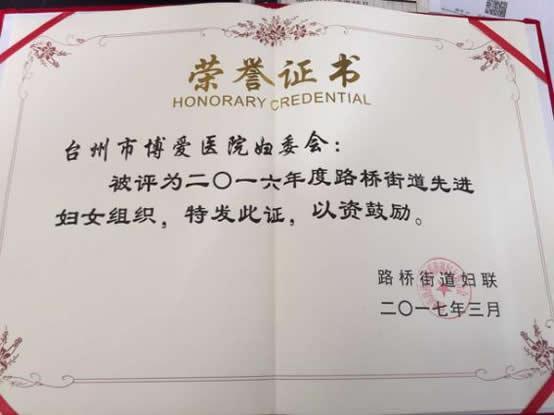 荣誉证书
HONORARY CREDENTIAL
台州市博爱医院妇委会：
被评为二〇一六年度路桥街道先进
妇女组织，特发此证，以资鼓励。
路桥街道妇联
二〇一七年三月